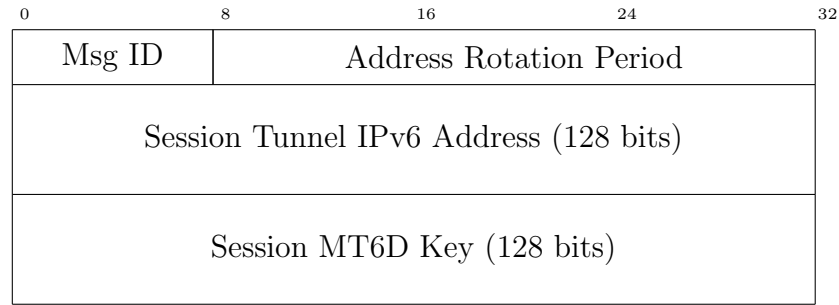 0 8 16 24 32
Msg ID Address Rotation Period
Session Tunnel IPv6 Address (128 bits)
Session MT6D Key (128 bits)